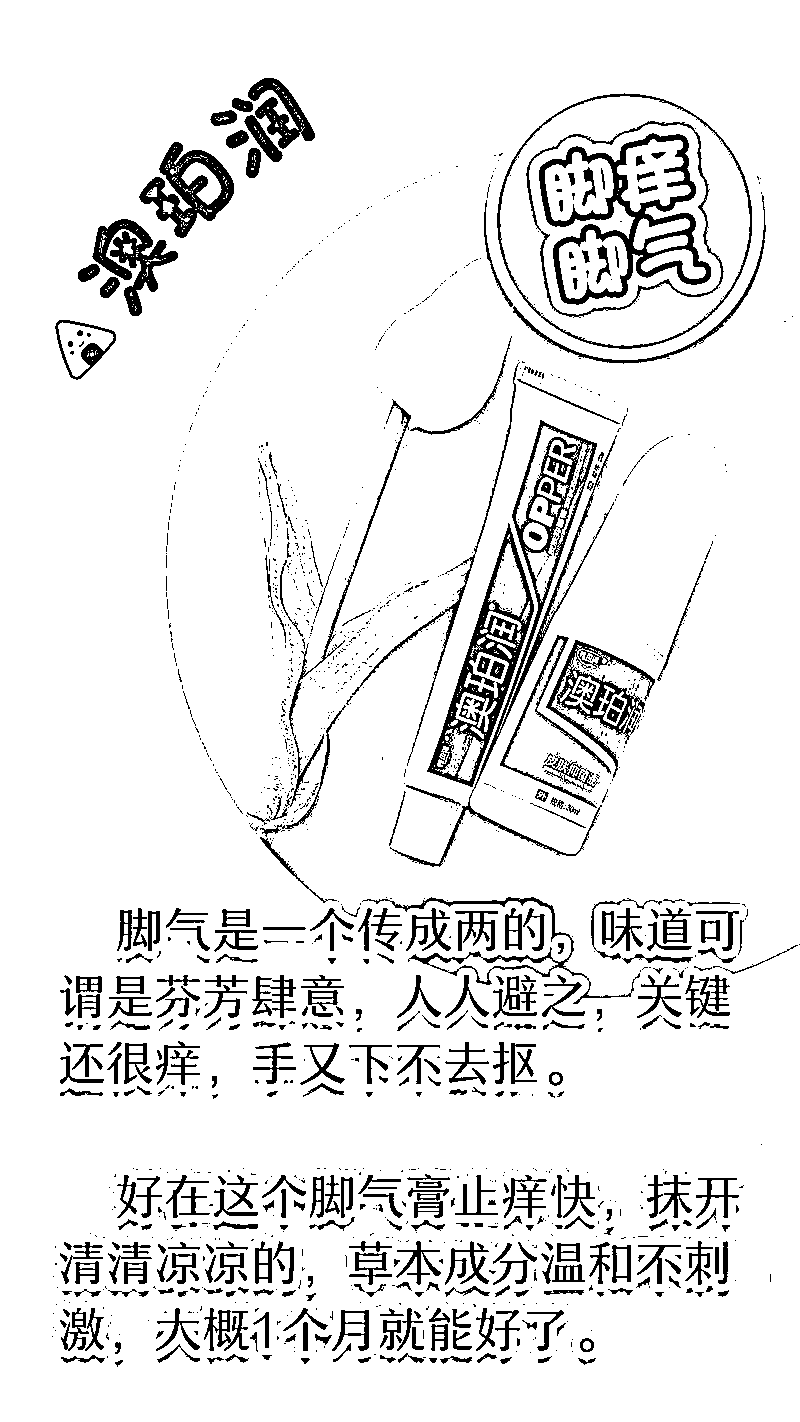 澳珀润
脚痒
脚气
OPPER
澳珀润
澳珀润
脚气是一个传成两的，味道可
谓是芬芳肆意，人人避之，关键
还很痒，手又下不去抠。
好在这个脚气膏止痒快，抹开
清清凉凉的，草本成分温和不刺
激，大概1个月就能好了。